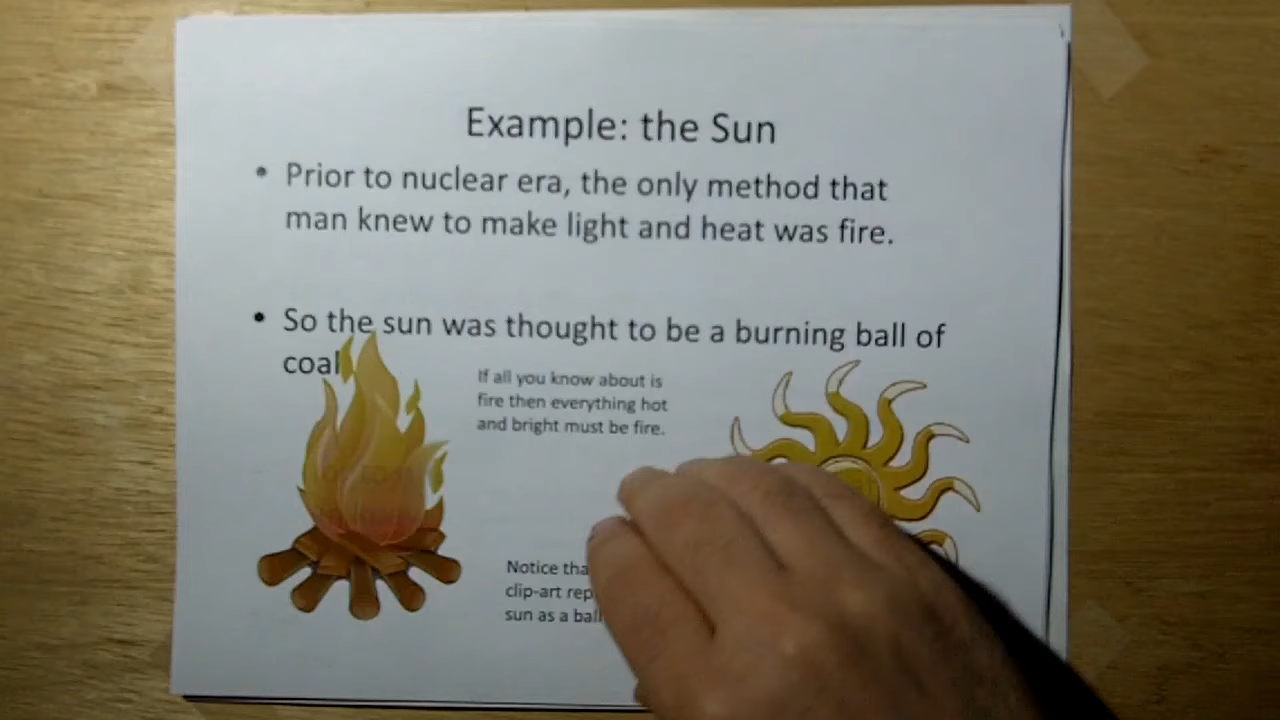 Example: the Sun
• Prior to nuclear era, the only method that
man knew to make light and heat was fire.
• So the sun was thought to be a burning ball of
coal
If all you know about is
fire then everything hot
and bright must be fire.
Notice
clip-art
sun as a ball